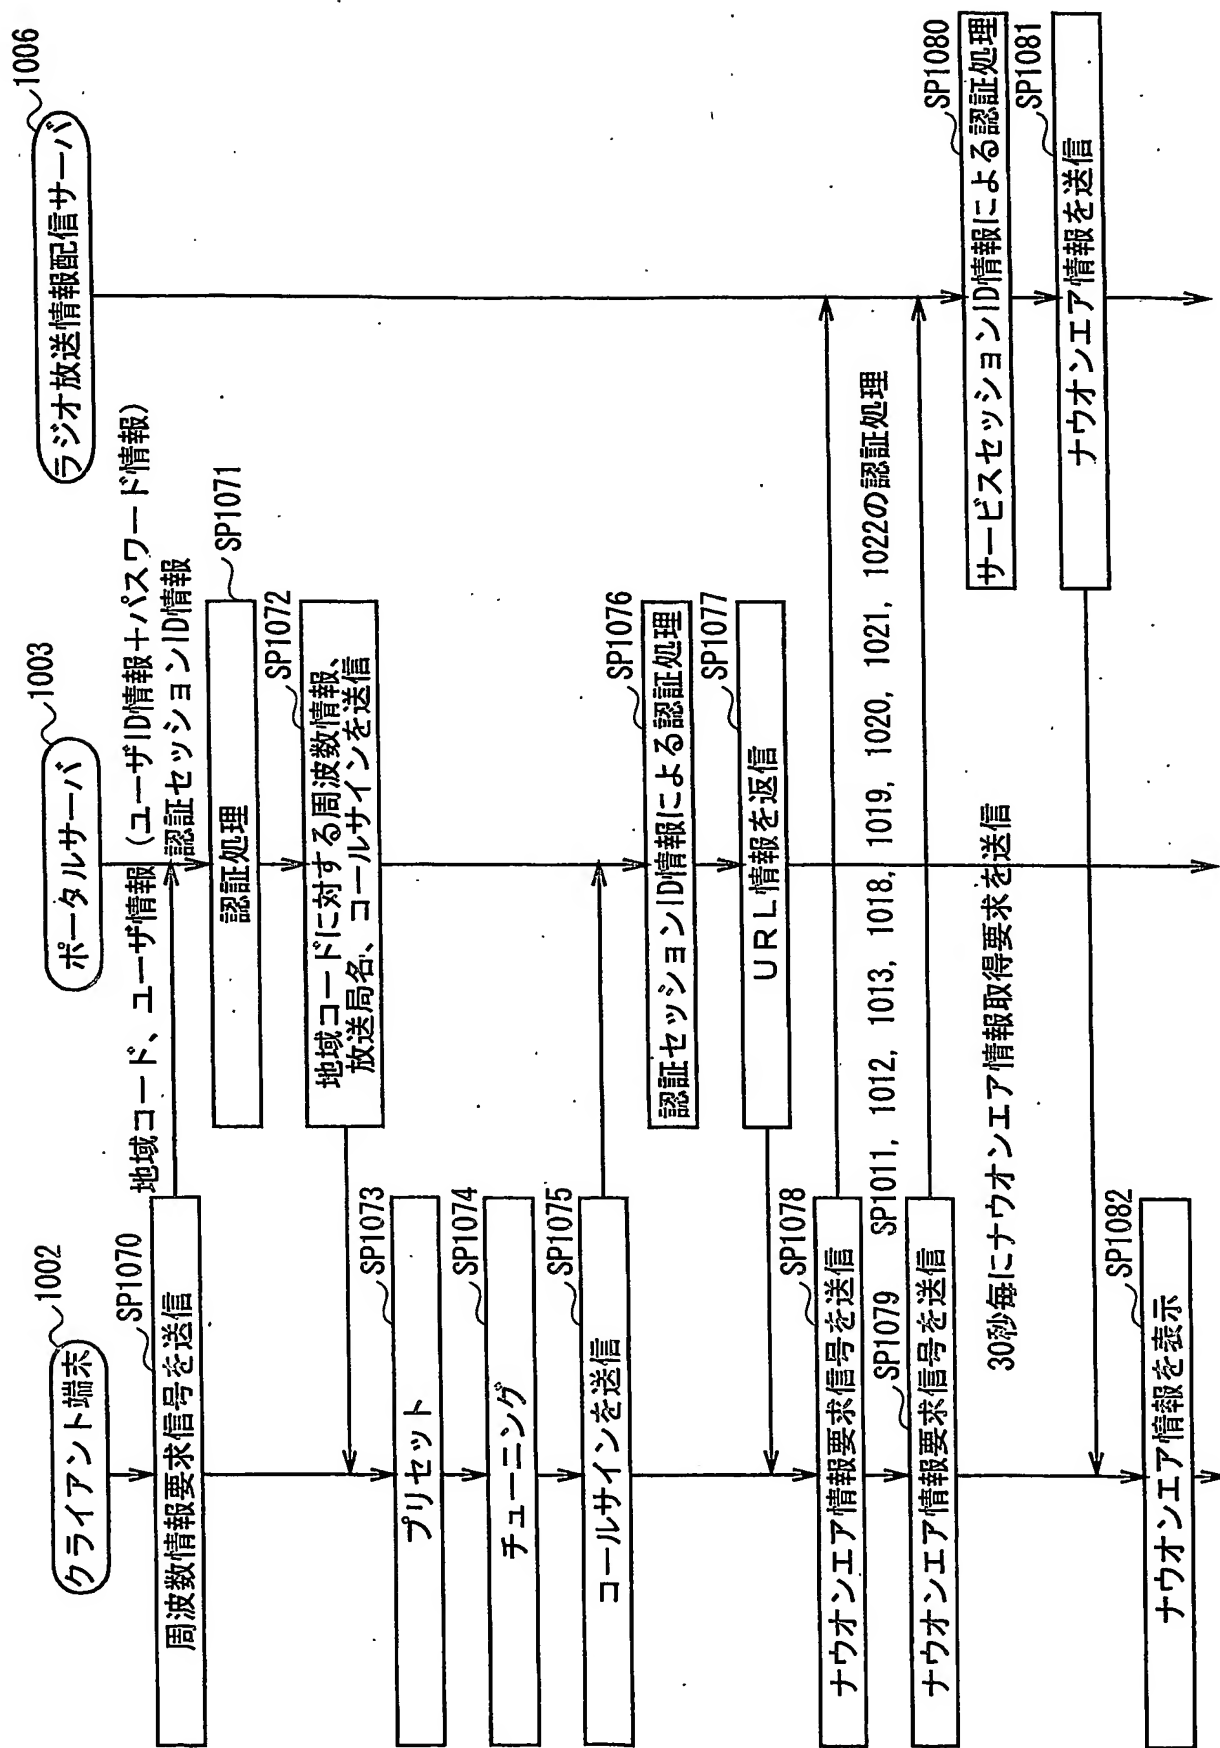 クライアント端末
1002
ポータルサーバ
1003
ラジオ放送情報配信サーバ
1006
SP1070
周波数情報要求信号を送信
地域コード、ユーザ情報(ユーザID情報+パスワード情報)
認証セッションID情報
SP1071
認証処理
SP1072
地域コードに対する周波数情報、
放送局名、コールサインを送信
SP1073
プリセット
SP1074
チューニング
SP1075
コールサインを送信
SP1076
認証セッションID情報による認証処理
SP1077
URL情報を返信
SP1078
ナウオンエア情報要求信号を送信
SP1011, 1012, 1013, 1018, 1019, 1020, 1021, 1022の認証処理
SP1079
ナウオンエア情報要求信号を送信
SP1080
サービスセッションID情報による認証処理
30秒毎にナウオンエア情報取得要求を送信
SP1081
ナウオンエア情報を送信
SP1082
ナウオンエア情報を表示